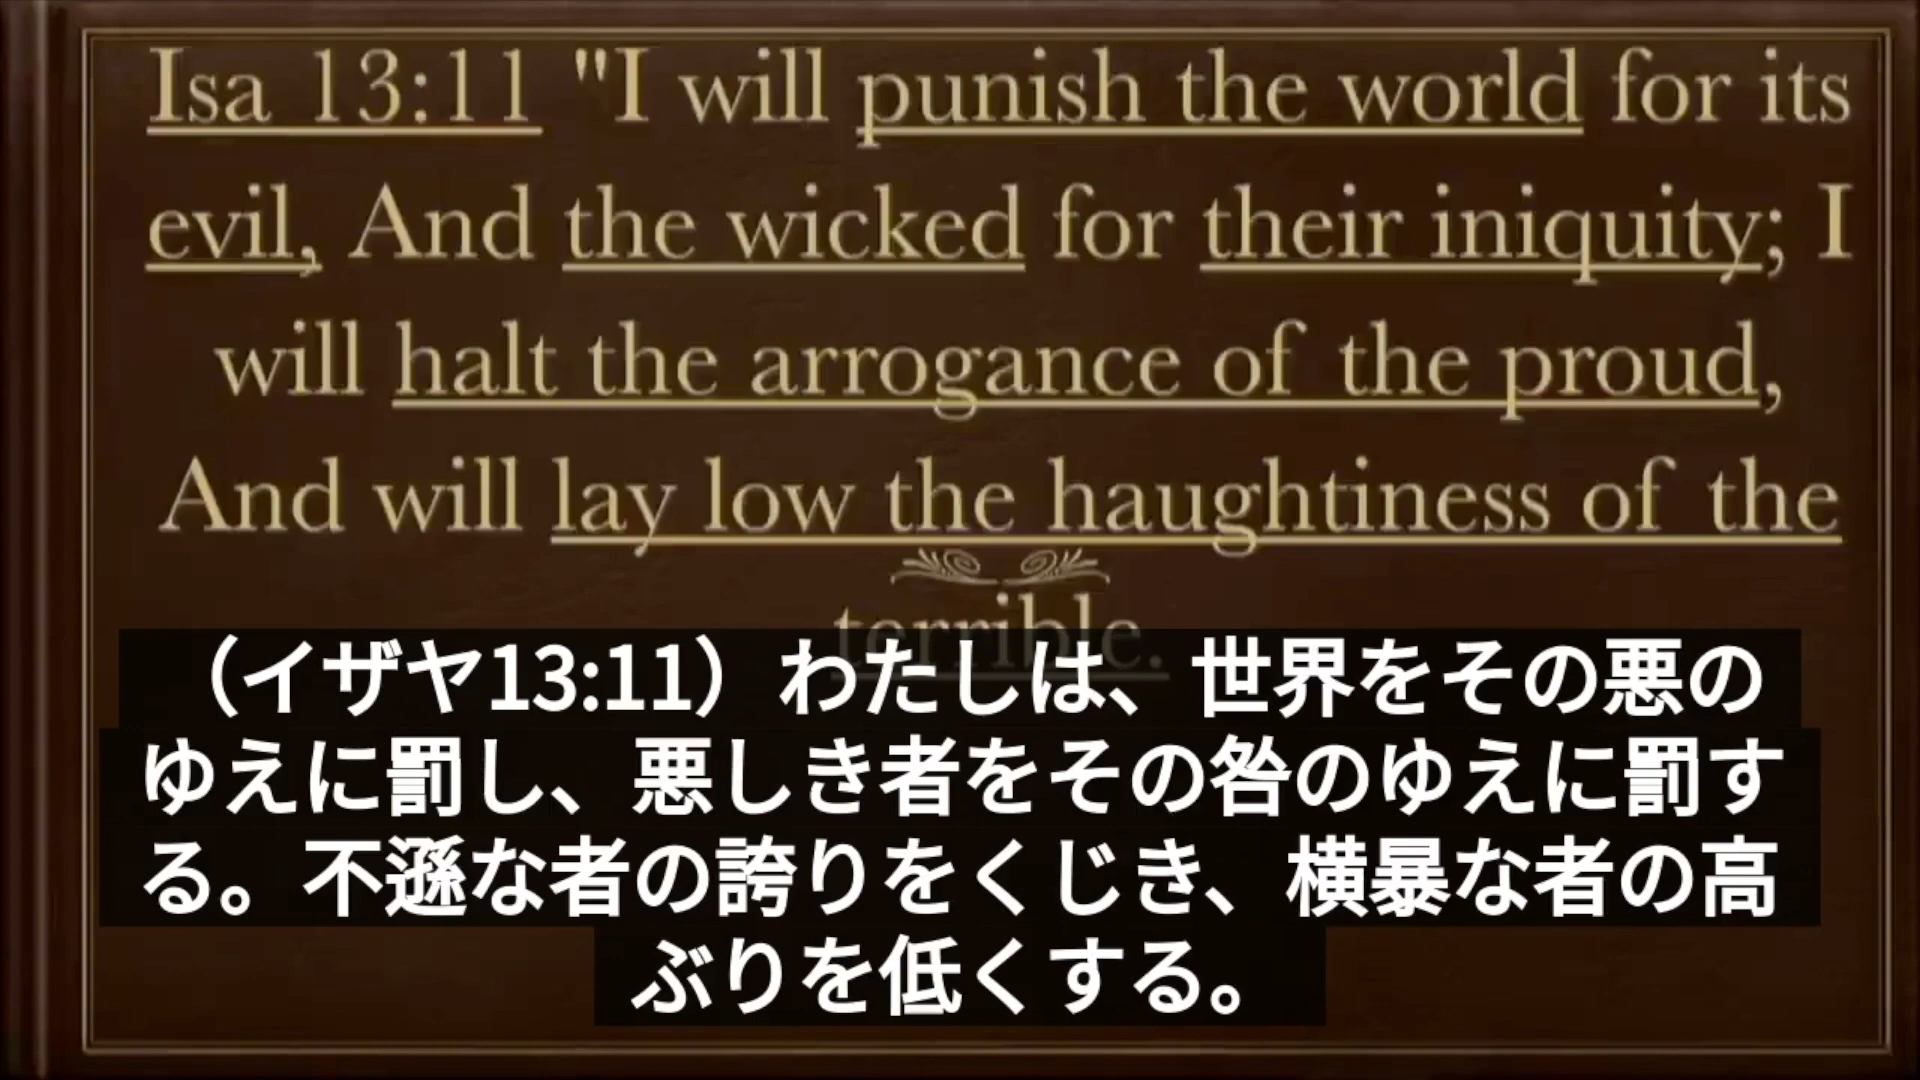 Isa 13:11 "I will punish the world for its
evil, And the wicked for their iniquity; I
will halt the arrogance of the proud,
And will lay low the haughtiness of the
terrible.
（イザヤ13:11）わたしは、世界をその悪の
ゆえに罰し、悪しき者をその咎のゆえに罰す
る。不遜な者の誇りをくじき、横暴な者の高
ぶりを低くする。